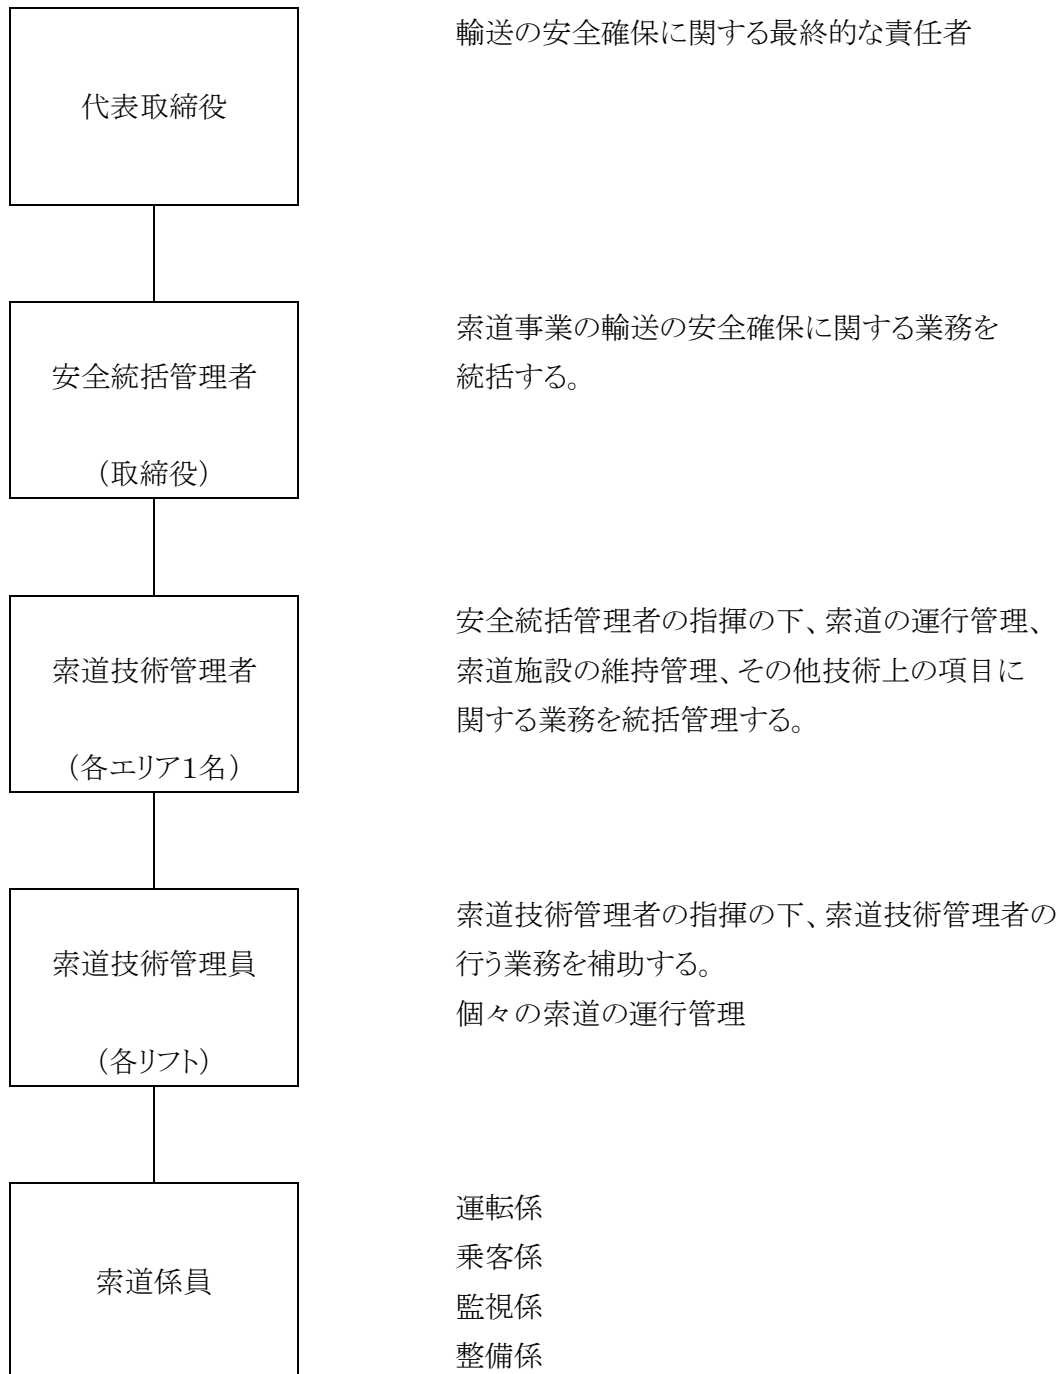 代表取締役
輸送の安全確保に関する最終的な責任者
安全統括管理者
（取締役）
索道事業の輸送の安全確保に関する業務を
統括する。
索道技術管理者
（各エリア１名）
安全統括管理者の指揮の下、索道の運行管理、
索道施設の維持管理、その他技術上の項目に
関する業務を統括管理する。
索道技術管理員
（各リフト）
索道技術管理者の指揮の下、索道技術管理者の
行う業務を補助する。
個々の索道の運行管理
索道係員
運転係
乗客係
監視係
整備係